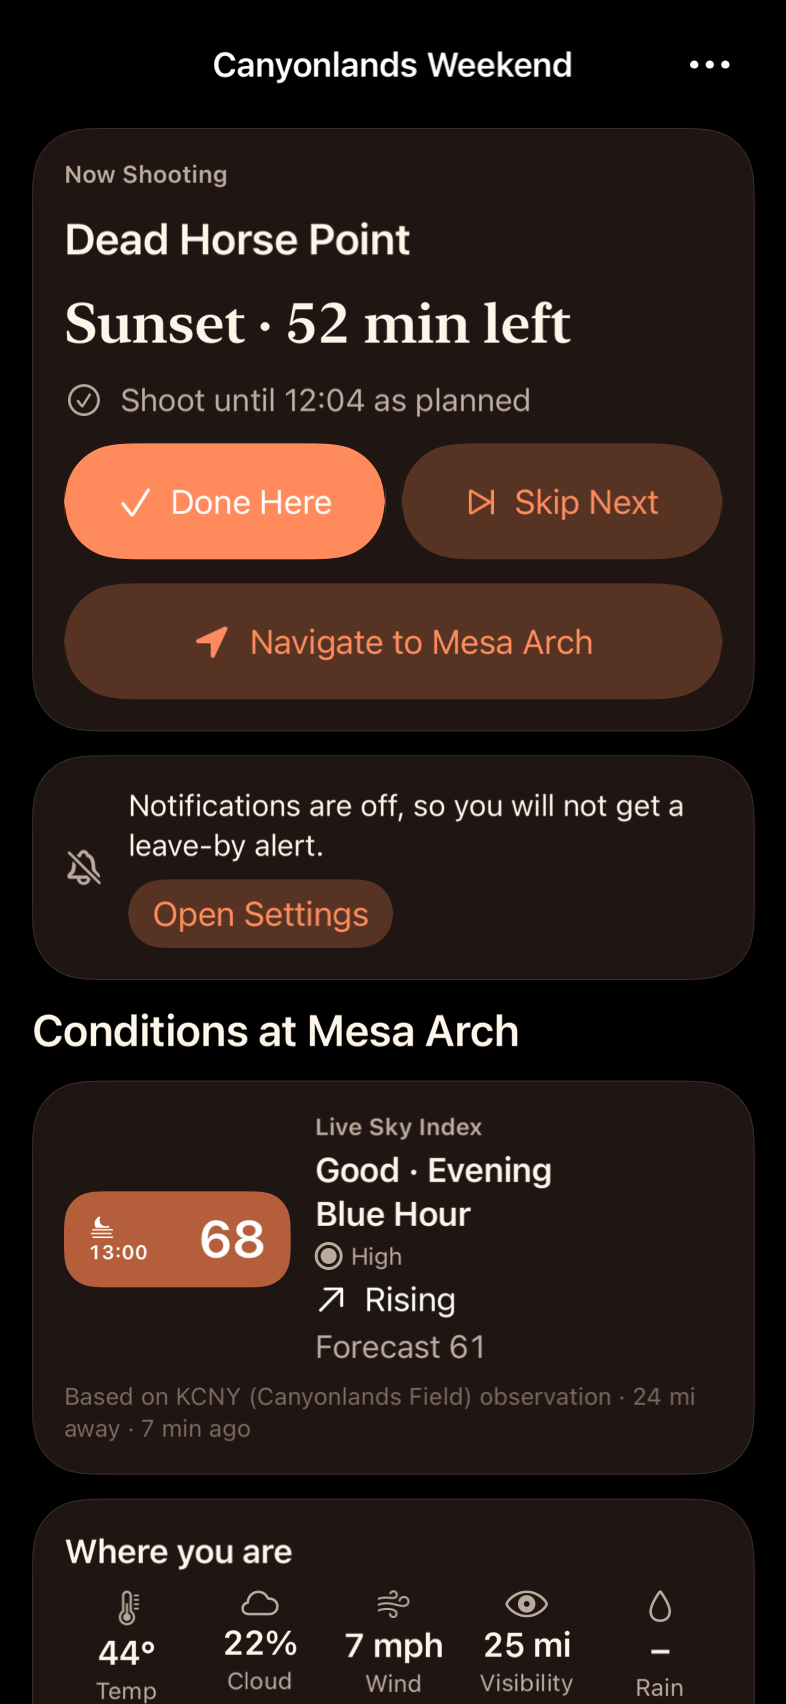 Canyonlands Weekend
Now Shooting
Dead Horse Point
Sunset · 52 min left
Shoot until 12:04 as planned
Done Here
Skip Next
Navigate to Mesa Arch
Notifications are off, so you will not get a
leave-by alert.
Open Settings
Conditions at Mesa Arch
Live Sky Index
Good · Evening
Blue Hour
High
Rising
Forecast 61
13:00
68
Based on KCNY (Canyonlands Field) observation · 24 mi
away · 7 min ago
Where you are
44° 22% 7 mph 25 mi –
Temp Cloud Wind Visibility Rain